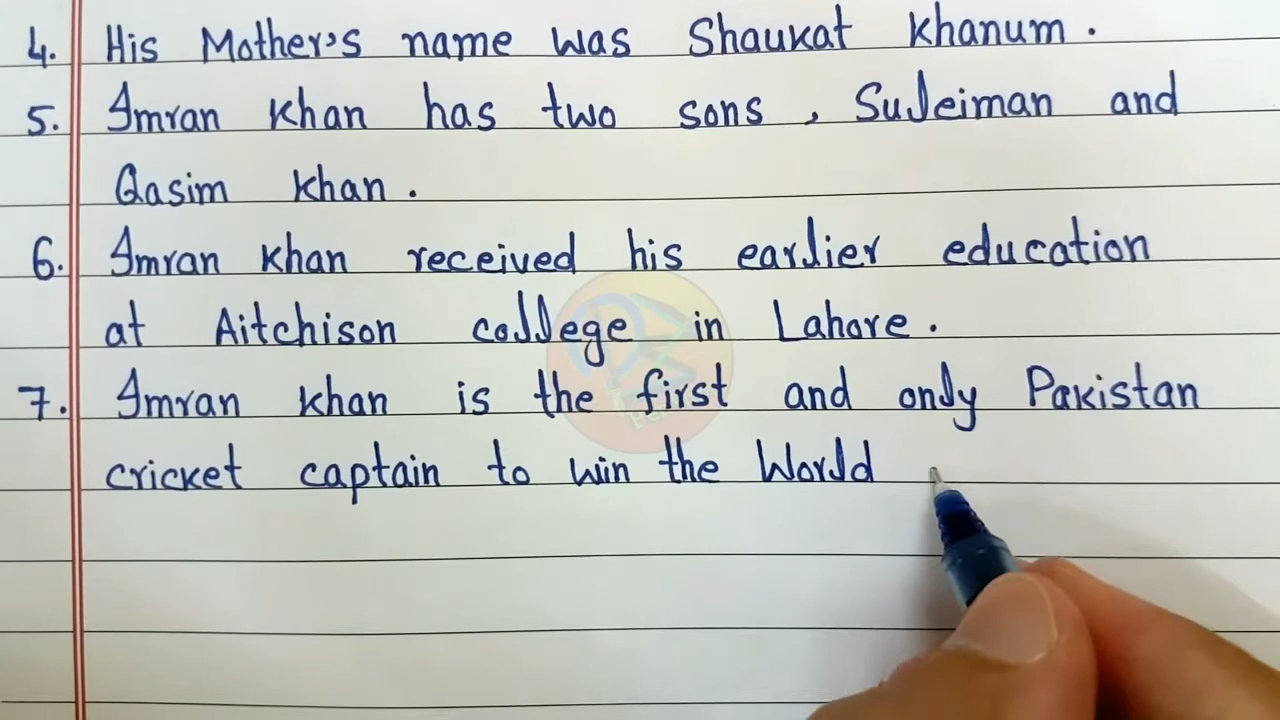 4. His Mother's name was Shaukat Khanum.
5. Imran Khan has two sons, Suleiman and
Qasim Khan.
6. Imran Khan received his earlier education
at Aitchison college in Lahore.
7. Imran Khan is the first and only Pakistan
cricket captain to win the World